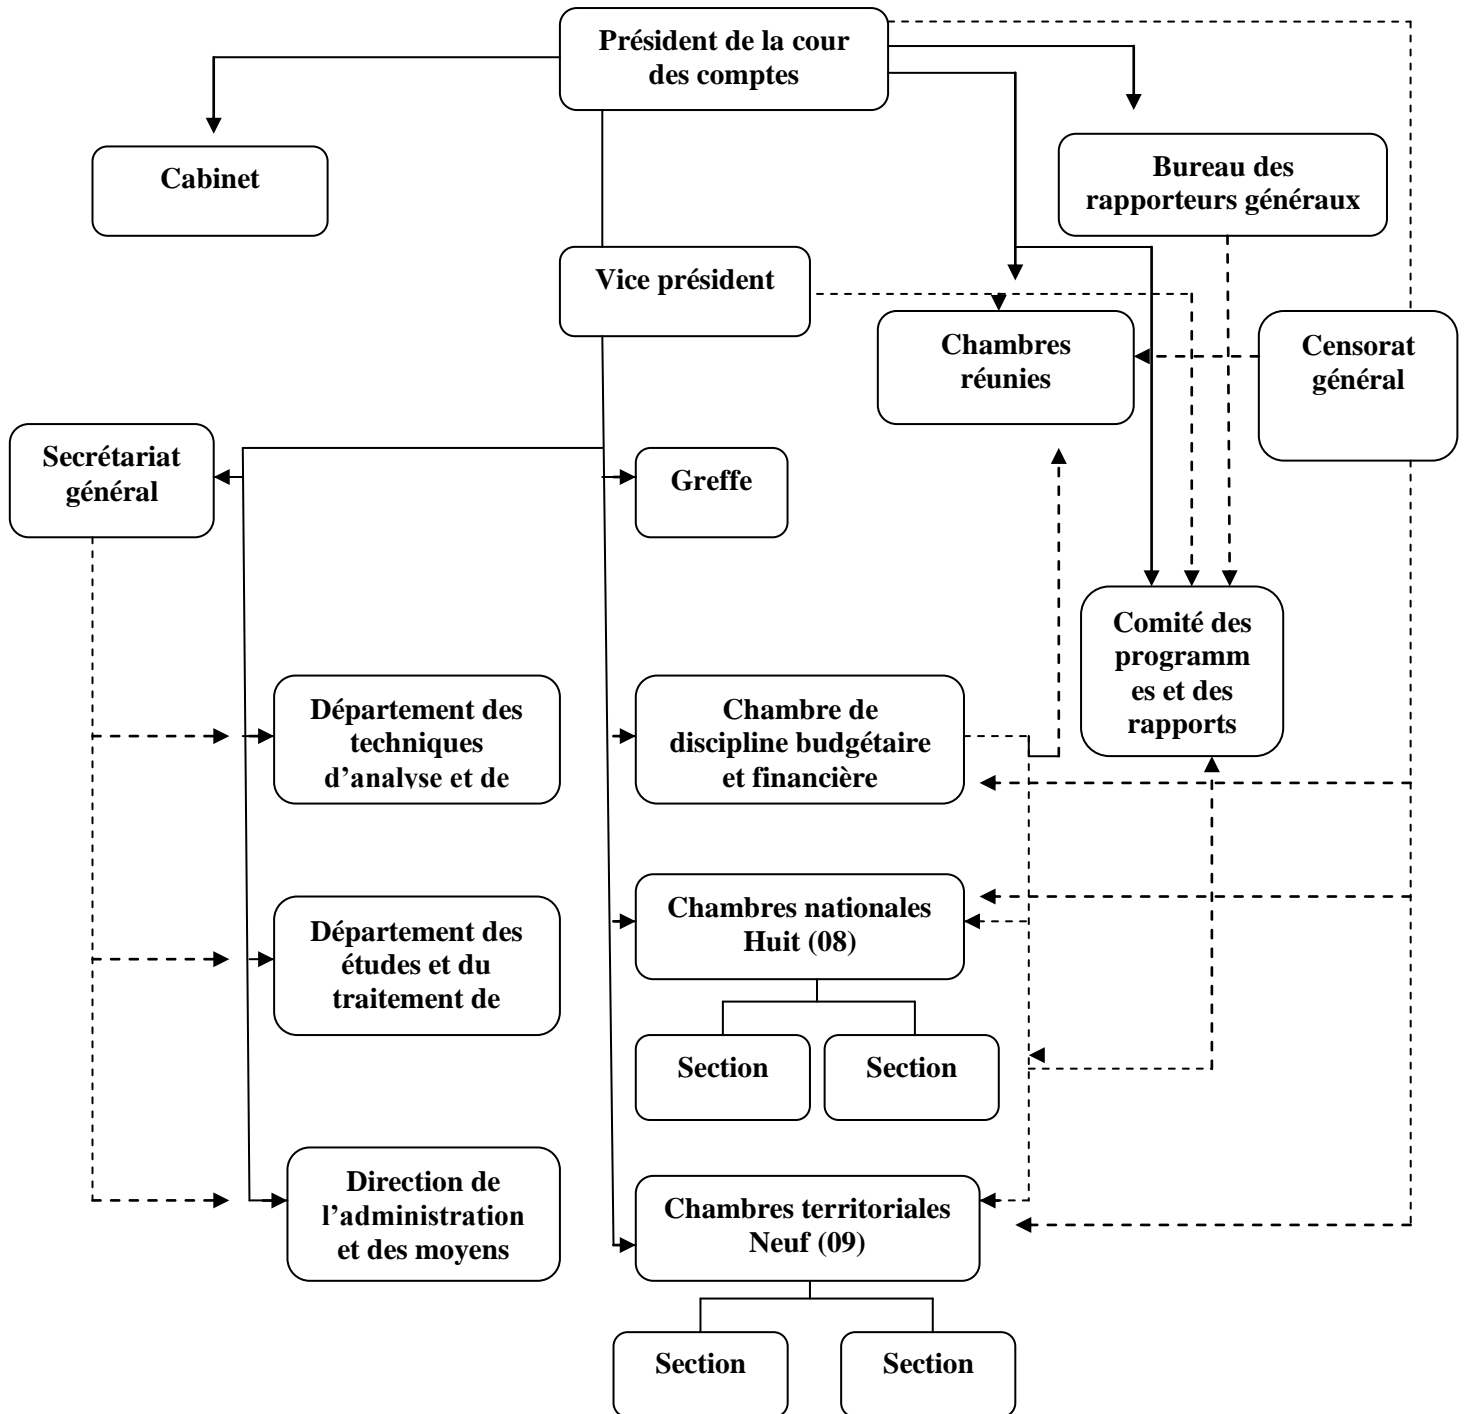 Président de la cour
des comptes
Cabinet
Bureau des
rapporteurs généraux
Vice président
Chambres
réunies
Censorat
général
Secrétariat
général
Greffe
Comité des
programm
es et des
rapports
Département des
techniques
d'analyse et de
Chambre de
discipline budgétaire
et financière
Chambres nationales
Huit (08)
Département des
études et du
traitement de
Section
Section
Direction de
l'administration
et des moyens
Chambres territoriales
Neuf (09)
Section
Section